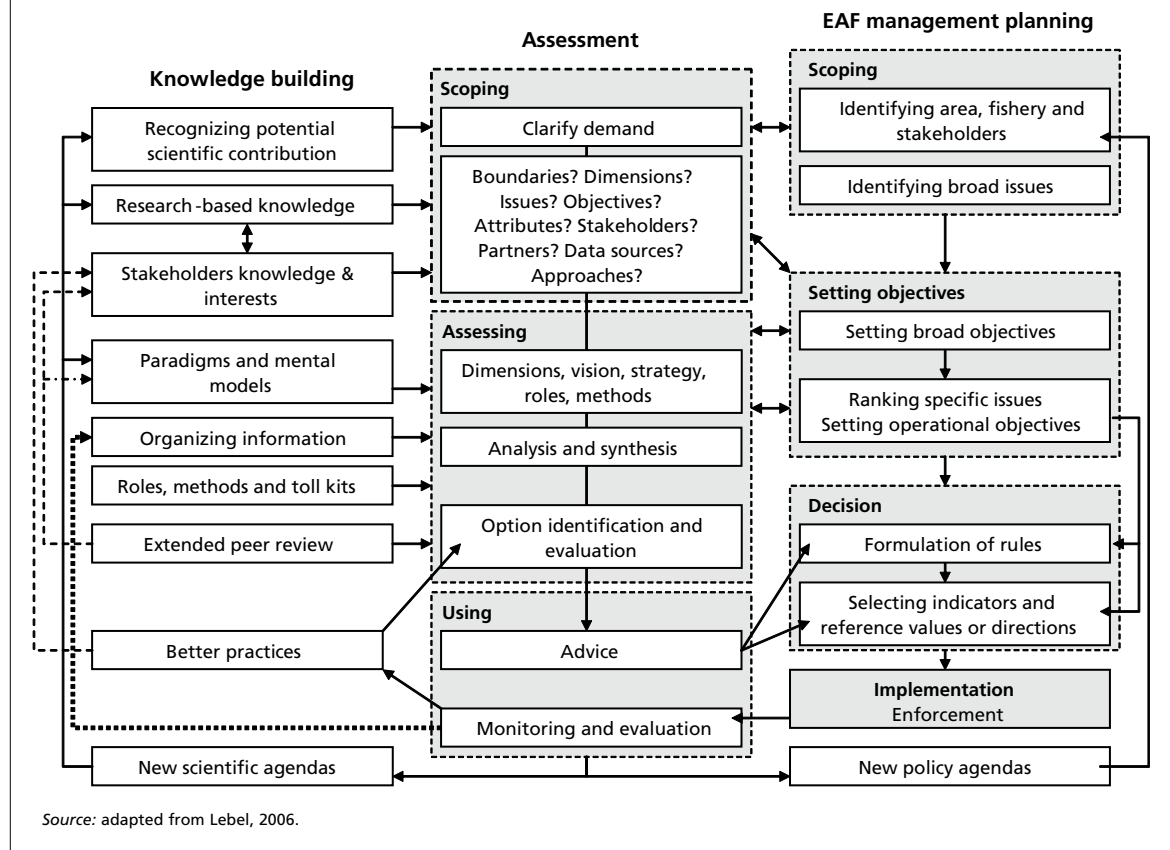 Knowledge building
Recognizing potential
scientific contribution
Research-based knowledge
Stakeholders knowledge &
interests
Paradigms and mental
models
Organizing information
Roles, methods and toll kits
Extended peer review
Better practices
New scientific agendas
Assessment
Scoping
Clarify demand
Boundaries? Dimensions?
Issues? Objectives?
Attributes? Stakeholders?
Partners? Data sources?
Approaches?
Assessing
Dimensions, vision, strategy,
roles, methods
Analysis and synthesis
Option identification and
evaluation
Using
Advice
Monitoring and evaluation
EAF management planning
Scoping
Identifying area, fishery and
stakeholders
Identifying broad issues
Setting objectives
Setting broad objectives
Ranking specific issues
Setting operational objectives
Decision
Formulation of rules
Selecting indicators and
reference values or directions
Implementation
Enforcement
New policy agendas
Source: adapted from Lebel, 2006.